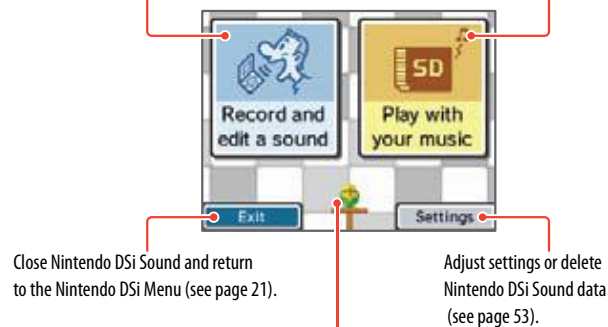 SD
Record and
edit a sound
Play with
your music
Exit
Settings
Close Nintendo DSi Sound and return
to the Nintendo DSi Menu (see page 21).
Adjust settings or delete
Nintendo DSi Sound data
(see page 53).